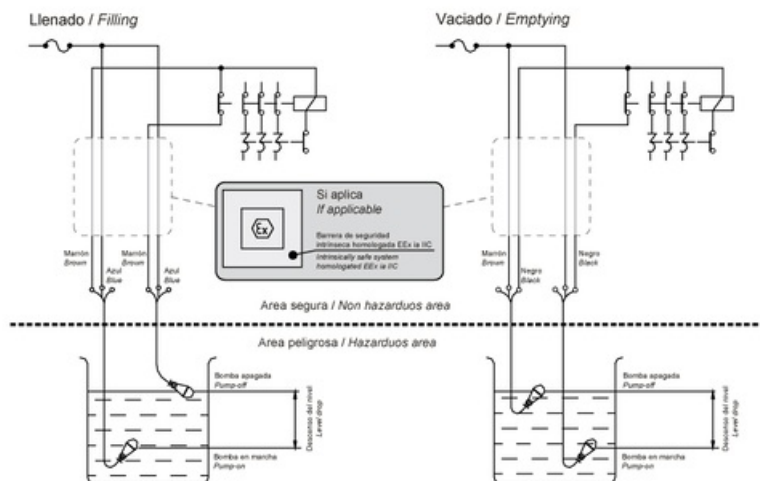 Llenado / Filling
Vaciado / Emptying
Si aplica
If applicable
Ex
Barrera de seguridad
intrínseca homologada EEx ia IIC
Intrinsically safe system
homologated EEx ia IIC
Marrón
Brown
Azul
Blue
Marrón
Brown
Azul
Blue
Marrón
Brown
Negro
Black
Negro
Black
Area segura / Non hazarduos area
Area peligrosa / Hazarduos area
Bomba apagada
Pump-off
Descenso del nivel
Level drop
Bomba en marcha
Pump-on
Bomba apagada
Pump-off
Descenso del nivel
Level drop
Bomba en marcha
Pump-on